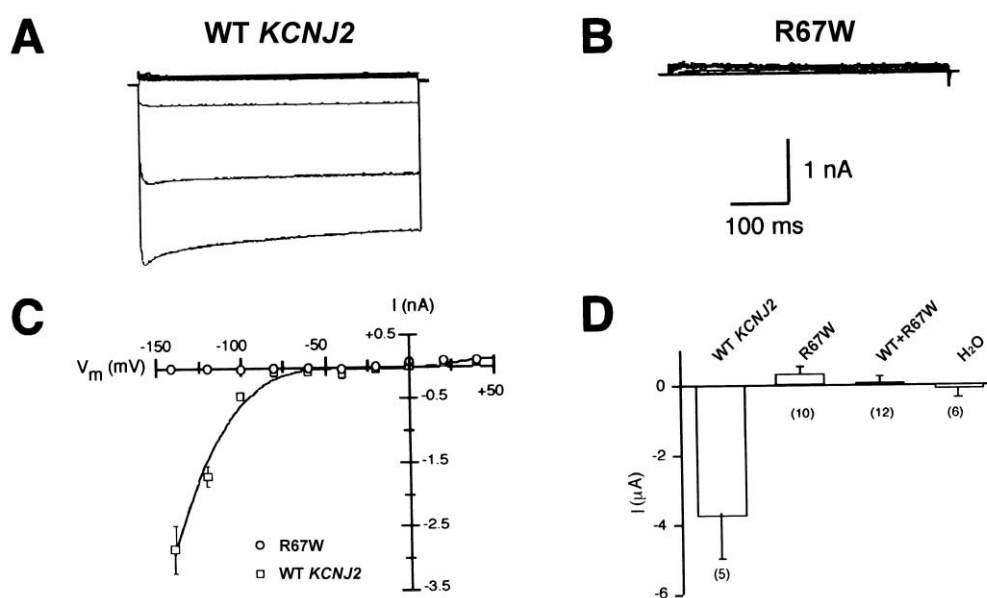 A
WT KCNJ2
B
R67W
1 nA
100 ms
C
I (nA)
+0.5
Vm (mV)
-150
-100
-50
+50
-0.5
-1.5
-2.5
-3.5
R67W
WT KCNJ2
D
WT KCNJ2
R67W
WT+R67W
H₂O
0
-2
-4
-6
I (µA)
(5)
(10)
(12)
(6)